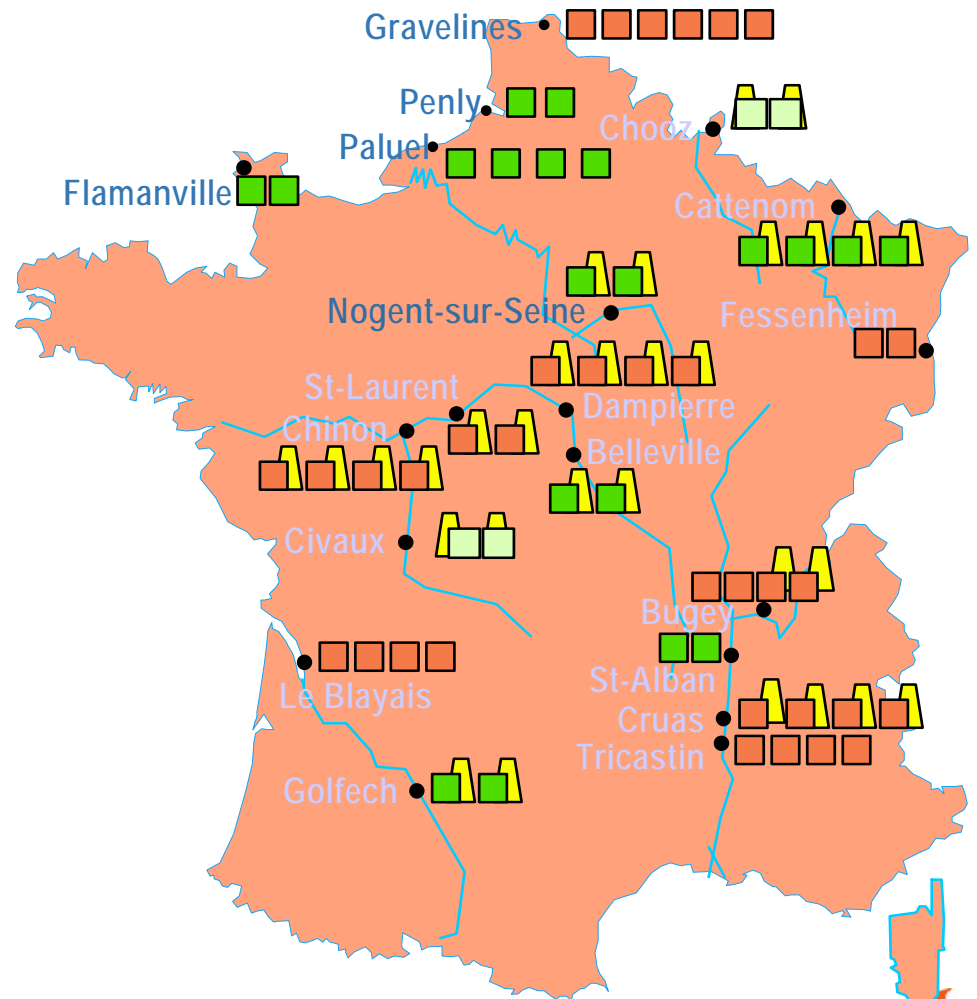 Gravelines
Penly
Chooz
Paluel
Flamanville
Cattenom
Nogent-sur-Seine
Fessenheim
St-Laurent
Dampierre
Chinon
Belleville
Civaux
Bugey
St-Alban
Le Blayais
Cruas
Tricastin
Golfech